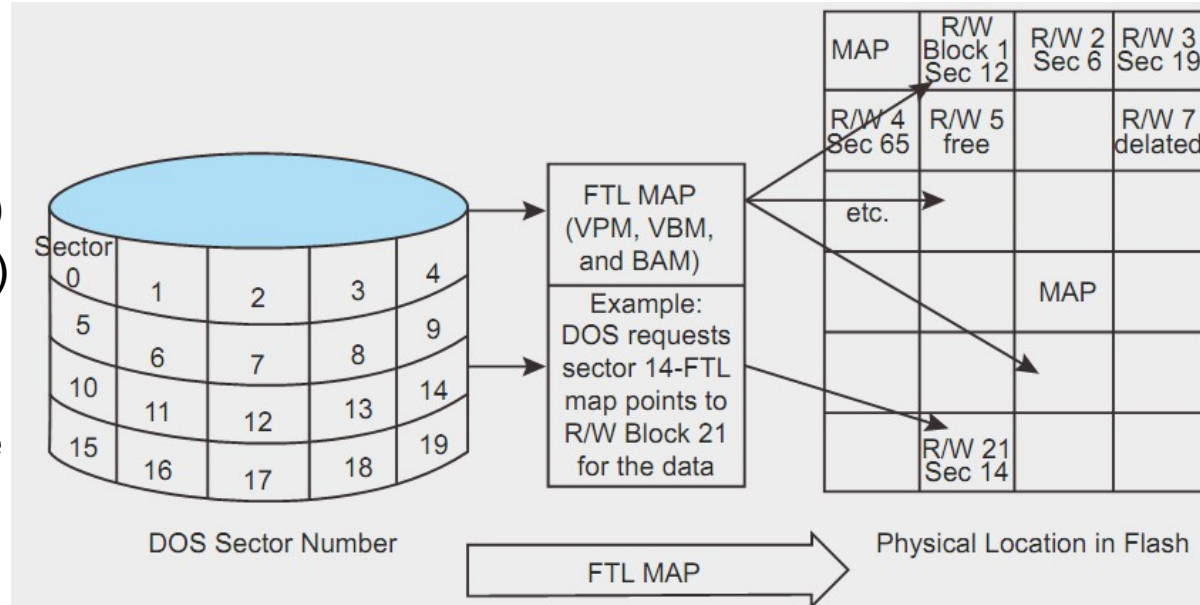 )
)
e
Sector
0
1
2
3
4
5
6
7
8
9
10
11
12
13
14
15
16
17
18
19
DOS Sector Number
FTL MAP
(VPM, VBM,
and BAM)
Example:
DOS requests
sector 14-FTL
map points to
R/W Block 21
for the data
FTL MAP
MAP
R/W
Block 1
Sec 12
R/W 2
Sec 6
R/W 3
Sec 19
R/W 4
Sec 65
R/W 5
free
R/W 7
delated
etc.
MAP
R/W 21
Sec 14
Physical Location in Flash